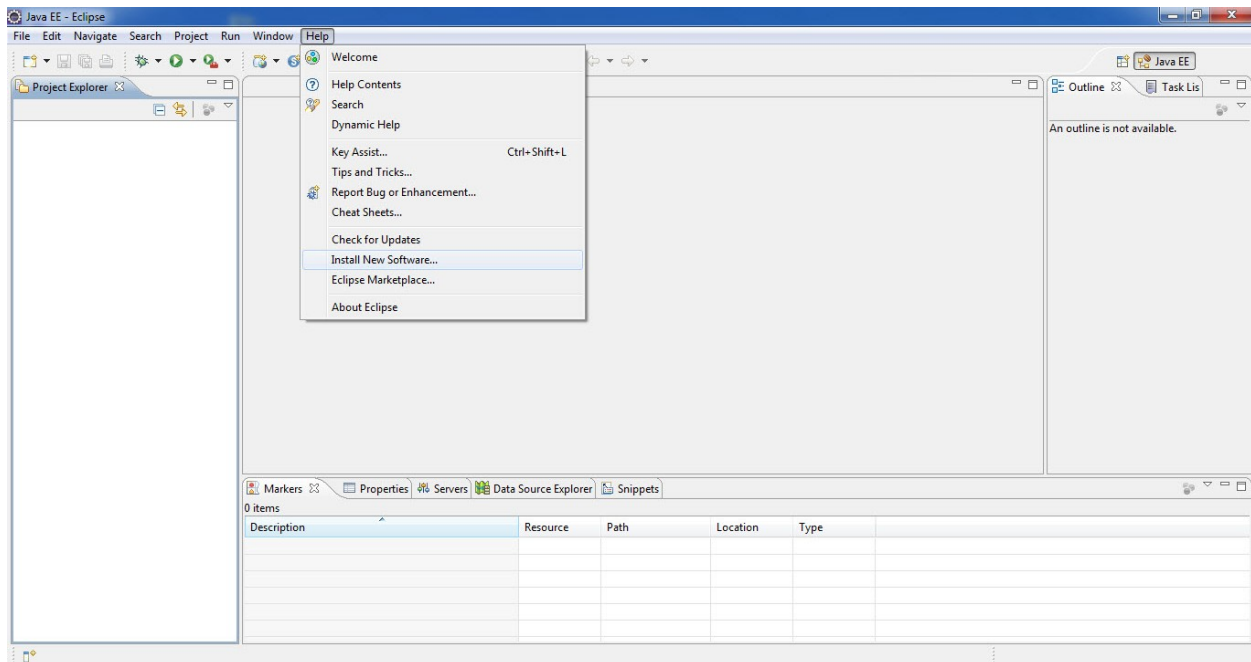 Java EE - Eclipse
File Edit Navigate Search Project Run Window Help
Java EE
Project Explorer
Welcome
Help Contents
Search
Dynamic Help
Key Assist... Ctrl+Shift+L
Tips and Tricks...
Report Bug or Enhancement...
Cheat Sheets...
Check for Updates
Install New Software...
Eclipse Marketplace...
About Eclipse
Outline Task Lis
An outline is not available.
Markers Properties Servers Data Source Explorer Snippets
0 items
Description Resource Path Location Type